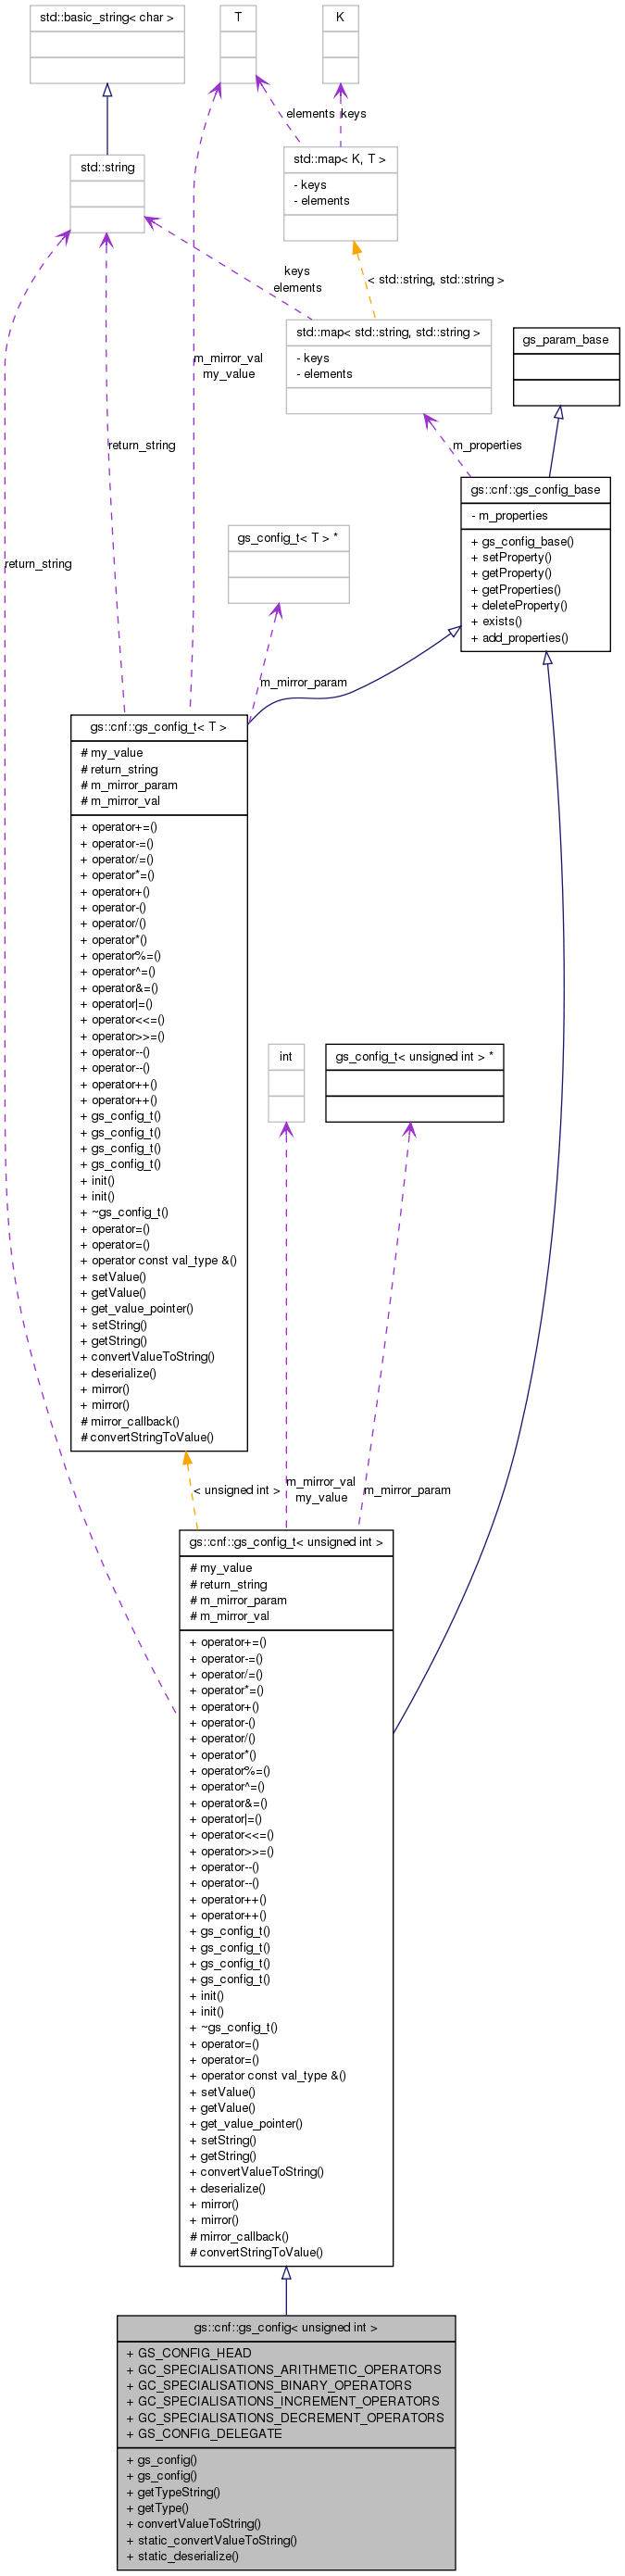 std::basic_string< char >
T
K
elements
keys
std::string
std::map< K, T >
- keys
- elements
< std::string, std::string >
keys
elements
std::map< std::string, std::string >
- keys
- elements
gs_param_base
m_mirror_val
my_value
return_string
m_properties
gs::cnf::gs_config_base
- m_properties
+ gs_config_base()
+ setProperty()
+ getProperty()
+ getProperties()
+ deleteProperty()
+ exists()
+ add_properties()
gs_config_t< T > *
return_string
m_mirror_param
gs::cnf::gs_config_t< T >
# my_value
# return_string
# m_mirror_param
# m_mirror_val
+ operator+=()
+ operator-=()
+ operator/=()
+ operator*=()
+ operator+()
+ operator-()
+ operator/()
+ operator*()
+ operator%=()
+ operator^=()
+ operator&=()
+ operator|=()
+ operator<<=()
+ operator>>=()
+ operator--()
+ operator--()
+ operator++()
+ operator++()
+ gs_config_t()
+ gs_config_t()
+ gs_config_t()
+ gs_config_t()
+ init()
+ init()
+ ~gs_config_t()
+ operator=()
+ operator=()
+ operator const val_type &()
+ setValue()
+ getValue()
+ get_value_pointer()
+ setString()
+ getString()
+ convertValueToString()
+ deserialize()
+ mirror()
+ mirror()
# mirror_callback()
# convertStringToValue()
int
gs_config_t< unsigned int > *
< unsigned int >
m_mirror_val
my_value
m_mirror_param
gs::cnf::gs_config_t< unsigned int >
# my_value
# return_string
# m_mirror_param
# m_mirror_val
+ operator+=()
+ operator-=()
+ operator/=()
+ operator*=()
+ operator+()
+ operator-()
+ operator/()
+ operator*()
+ operator%=()
+ operator^=()
+ operator&=()
+ operator|=()
+ operator<<=()
+ operator>>=()
+ operator--()
+ operator--()
+ operator++()
+ operator++()
+ gs_config_t()
+ gs_config_t()
+ gs_config_t()
+ gs_config_t()
+ init()
+ init()
+ ~gs_config_t()
+ operator=()
+ operator=()
+ operator const val_type &()
+ setValue()
+ getValue()
+ get_value_pointer()
+ setString()
+ getString()
+ convertValueToString()
+ deserialize()
+ mirror()
+ mirror()
# mirror_callback()
# convertStringToValue()
gs::cnf::gs_config< unsigned int >
+ GS_CONFIG_HEAD
+ GC_SPECIALISATIONS_ARITHMETIC_OPERATORS
+ GC_SPECIALISATIONS_BINARY_OPERATORS
+ GC_SPECIALISATIONS_INCREMENT_OPERATORS
+ GC_SPECIALISATIONS_DECREMENT_OPERATORS
+ GS_CONFIG_DELEGATE
+ gs_config()
+ gs_config()
+ getTypeString()
+ getType()
+ convertValueToString()
+ static_convertValueToString()
+ static_deserialize()